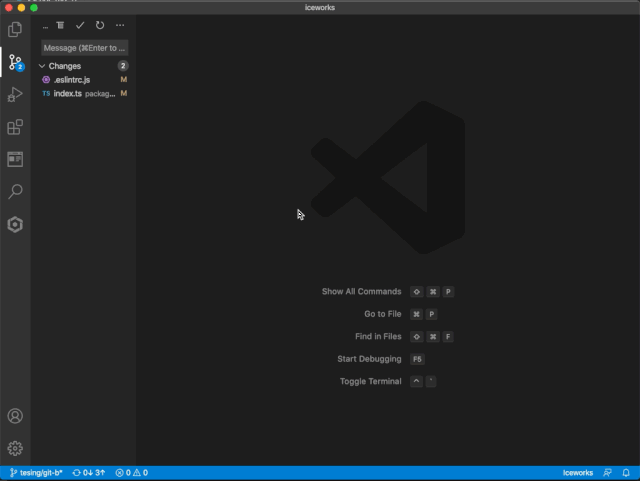 iceworks
...
Message (⌘Enter to ...
Changes 2
.eslintrc.js M
TS index.ts packag... M
2
Show All Commands ⇧ ⌘ P
Go to File ⌘ P
Find in Files ⇧ ⌘ F
Start Debugging F5
Toggle Terminal ^ `
tesing/git-b* 0↓ 3↑ 0 0 Iceworks